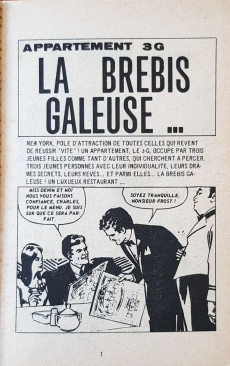 APPARTEMENT 3G
LA BREBIS
GALEUSE ...
NEW YORK, POLE D'ATTRACTION DE TOUTES CELLES QUI REVENT
DE REUSSIR "VITE" ! UN APPARTEMENT, LE 3-G, OCCUPE PAR TROIS
JEUNES FILLES COMME TANT D'AUTRES, QUI CHERCHENT A PERCER,
TROIS JEUNES PERSONNES AVEC LEUR INDIVIDUALITE, LEURS DRA-
MES SECRETS, LEURS REVES... ET PARMI ELLES... LA BREBIS GA-
LEUSE ! UN LUXUEUX RESTAURANT ...
MISS DEWIN ET MOI
NOUS VOUS FAISONS
CONFIANCE, CHARLES,
POUR LE MENU. JE SUIS
SUR QUE CE SERA PAR-
FAIT.
SOYEZ TRANQUILLE,
MONSIEUR FROST !
1